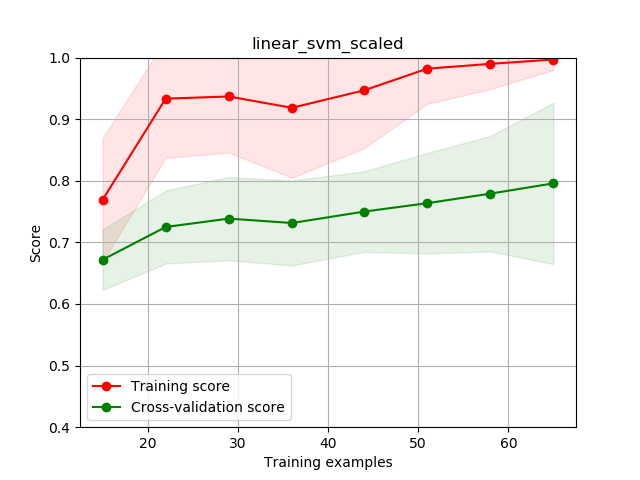 linear_svm_scaled
1.0
0.9
0.8
0.7
0.6
0.5
0.4
Score
Training score
Cross-validation score
20 30 40 50 60
Training examples